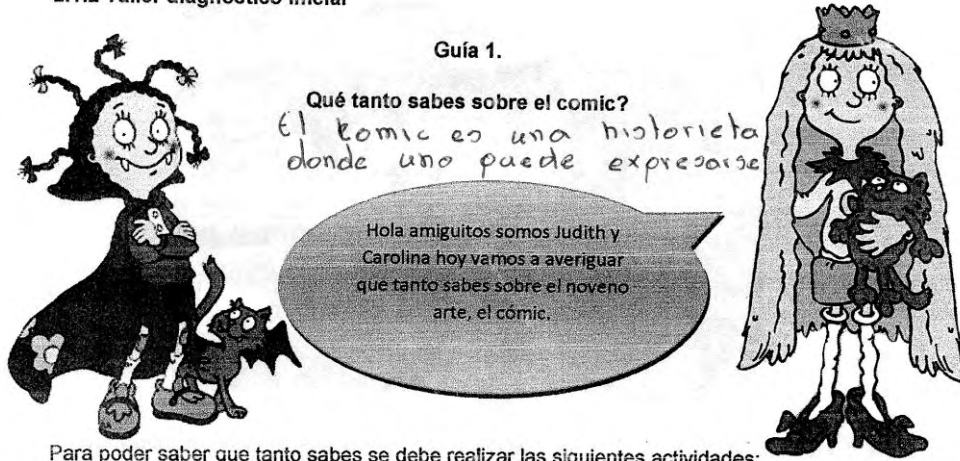 Taller diagnóstico inicial
Guía 1.
Qué tanto sabes sobre el comic?
El komic es una historieta
donde uno puede expresarse
Hola amiguitos somos Judith y
Carolina hoy vamos a averiguar
que tanto sabes sobre el noveno
arte, el cómic.
Para poder saber que tanto sabes se debe realizar las siguientes actividades: